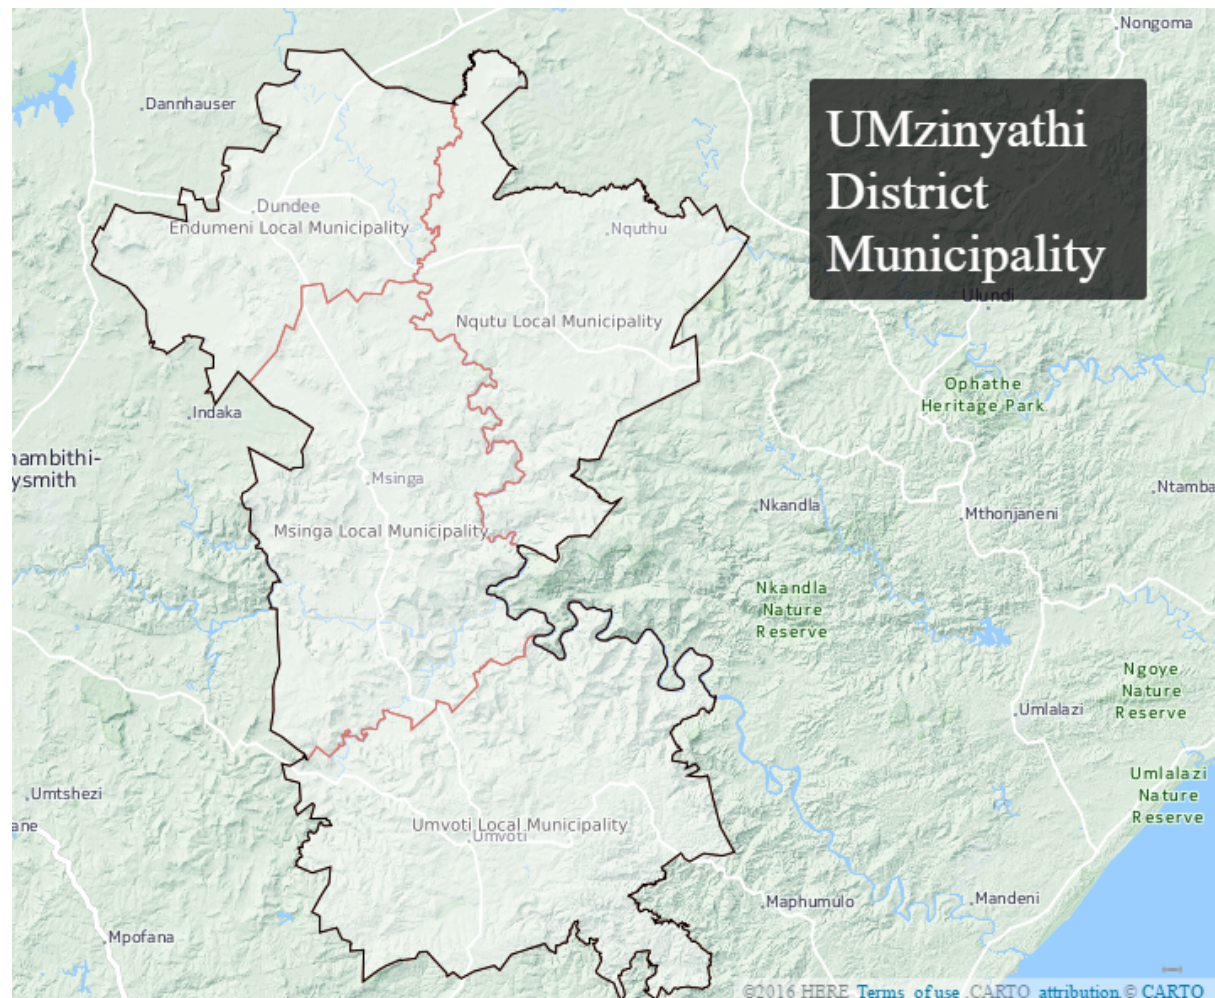 Nongoma
Dannhauser
UMzinyathi
District
Municipality
Dundee
Endumeni Local Municipality
Nquthu
Ulundi
Nqutu Local Municipality
Ophathe
Heritage Park
Indaka
nambithi-
ysmith
Msinga
Ntamba
Nkandla
Mthonjaneni
Msinga Local Municipality
Nkandla
Nature
Reserve
Ngoye
Nature
Reserve
Umlalazi
Umlalazi
Nature
Reserve
Umtshezi
ane
Umvoti Local Municipality
Umvoti
Maphumulo
Mandeni
Mpofana
©2016 HERE Terms of use CARTO attribution © CARTO